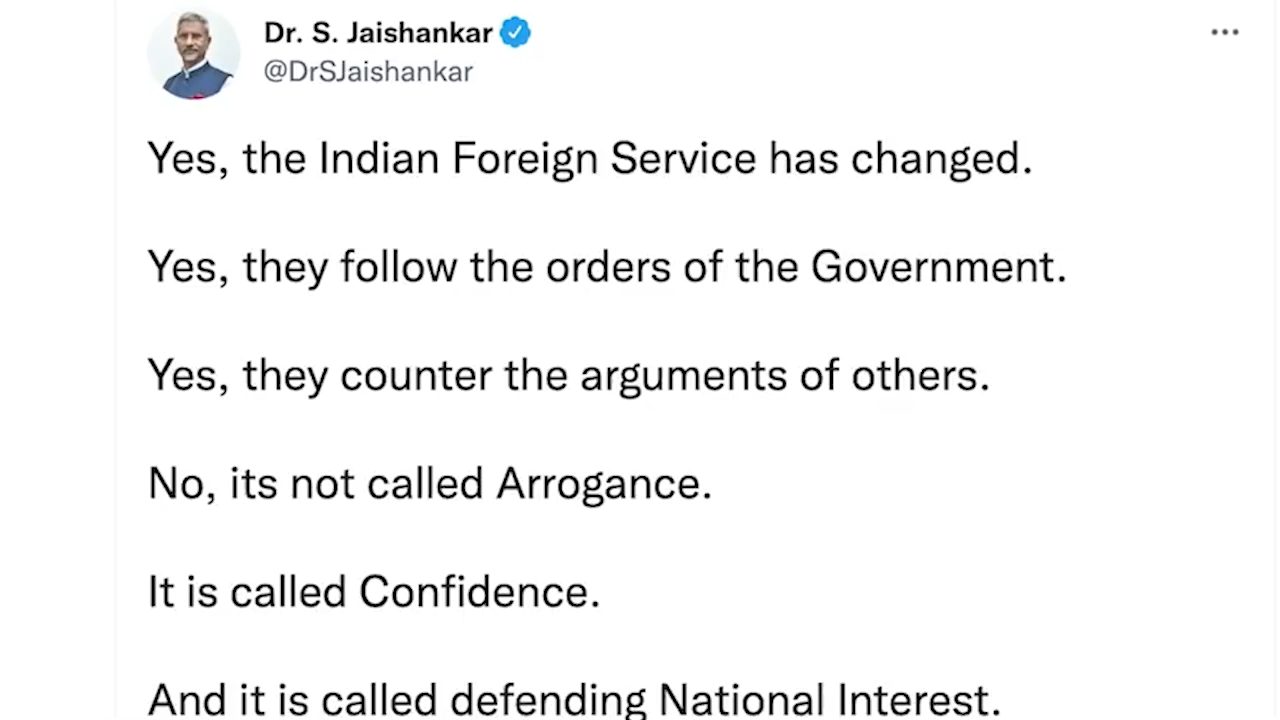 Dr. S. Jaishankar
@DrSJaishankar
Yes, the Indian Foreign Service has changed.
Yes, they follow the orders of the Government.
Yes, they counter the arguments of others.
No, its not called Arrogance.
It is called Confidence.
And it is called defending National Interest.